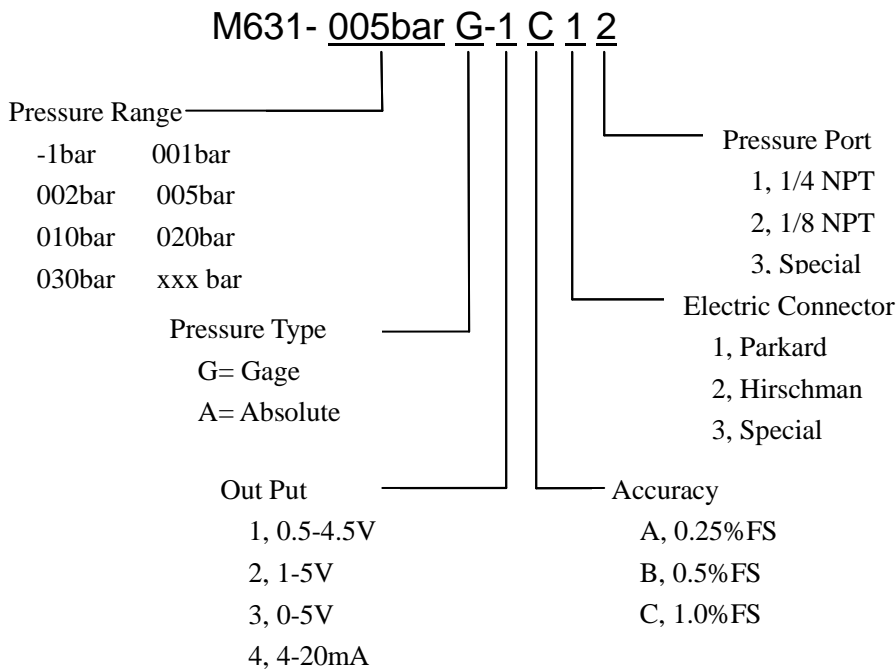 M631- 005bar G-1 C 1 2
Pressure Range
-1bar 001bar
002bar 005bar
010bar 020bar
030bar xxx bar
Pressure Type
G= Gage
A= Absolute
Out Put
1, 0.5-4.5V
2, 1-5V
3, 0-5V
4, 4-20mA
Pressure Port
1, 1/4 NPT
2, 1/8 NPT
3, Special
Electric Connector
1, Parkard
2, Hirschman
3, Special
Accuracy
A, 0.25%FS
B, 0.5%FS
C, 1.0%FS